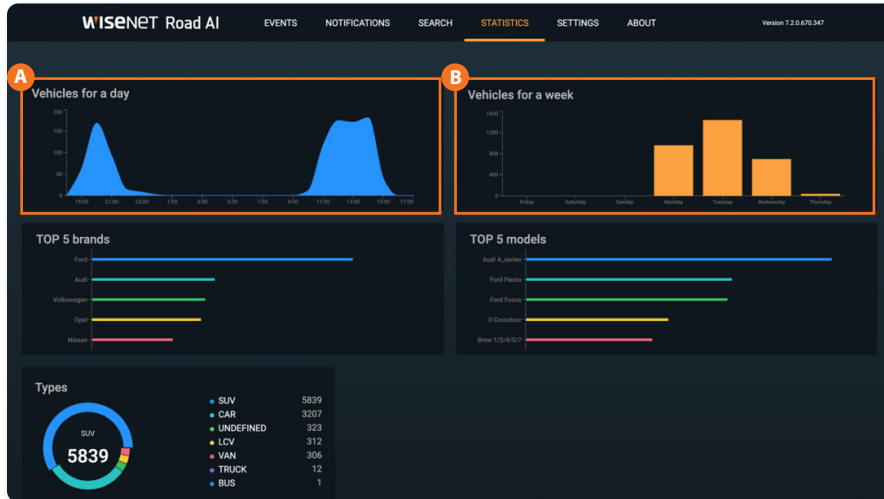 WISENET Road AI EVENTS NOTIFICATIONS SEARCH STATISTICS SETTINGS ABOUT Version 7.2.0.670.347
A
Vehicles for a day
200
150
100
50
0
19:00 21:00 23:00 1:00 3:00 5:00 7:00 9:00 11:00 13:00 15:00 17:00
B
Vehicles for a week
1600
1200
800
400
0
Friday Saturday Sunday Monday Tuesday Wednesday Thursday
TOP 5 brands
Ford
Audi
Volkswagen
Opel
Nissan
TOP 5 models
Audi A_series
Ford Fiesta
Ford Focus
0 Crosstour
Bmw 1/3/4/5/7
Types
SUV
5839
SUV 5839
CAR 3207
UNDEFINED 323
LCV 312
VAN 306
TRUCK 12
BUS 1